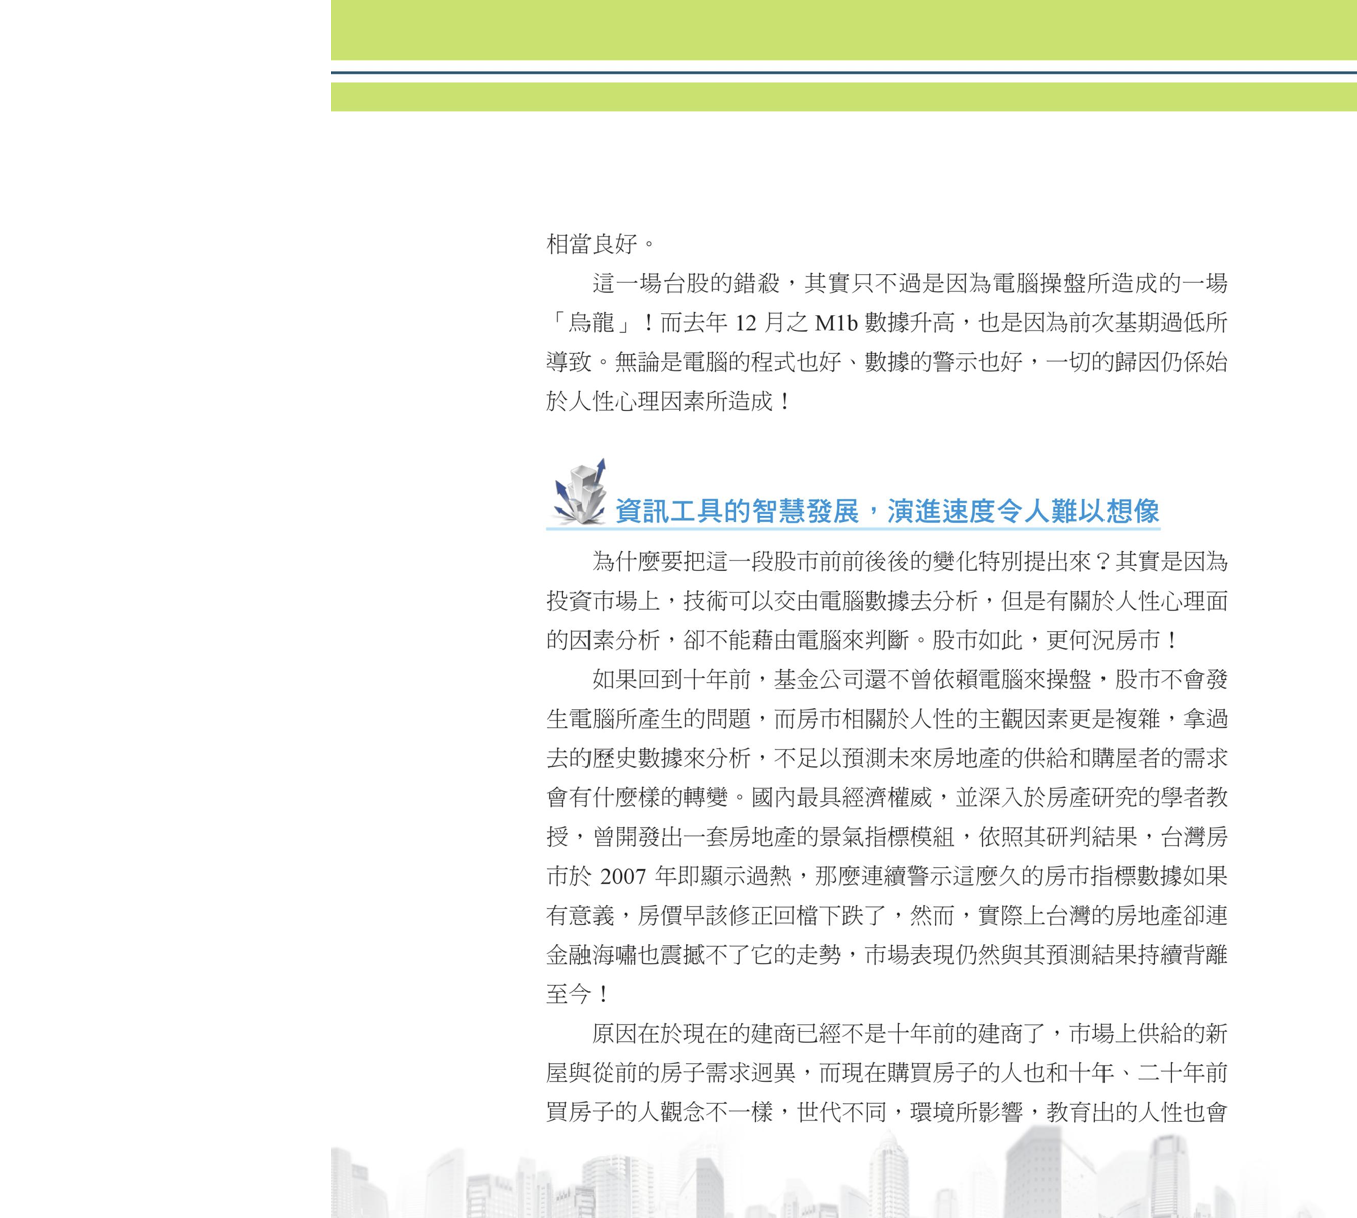 相當良好。
這一場台股的錯殺，其實只不過是因為電腦操盤所造成的一場
「烏龍」！而去年 12 月之 M1b 數據升高，也是因為前次基期過低所
導致。無論是電腦的程式也好、數據的警示也好，一切的歸因仍係始
於人性心理因素所造成！
資訊工具的智慧發展，演進速度令人難以想像
為什麼要把這一段股市前前後後的變化特別提出來？其實是因為
投資市場上，技術可以交由電腦數據去分析，但是有關於人性心理面
的因素分析，卻不能藉由電腦來判斷。股市如此，更何況房市！
如果回到十年前，基金公司還不曾依賴電腦來操盤，股市不會發
生電腦所產生的問題，而房市相關於人性的主觀因素更是複雜，拿過
去的歷史數據來分析，不足以預測未來房地產的供給和購屋者的需求
會有什麼樣的轉變。國內最具經濟權威，並深入於房產研究的學者教
授，曾開發出一套房地產的景氣指標模組，依照其研判結果，台灣房
市於 2007 年即顯示過熱，那麼連續警示這麼久的房市指標數據如果
有意義，房價早該修正回檔下跌了，然而，實際上台灣的房地產卻連
金融海嘯也震撼不了它的走勢，市場表現仍然與其預測結果持續背離
至今！
原因在於現在的建商已經不是十年前的建商了，市場上供給的新
屋與從前的房子需求迥異，而現在購買房子的人也和十年、二十年前
買房子的人觀念不一樣，世代不同，環境所影響，教育出的人性也會